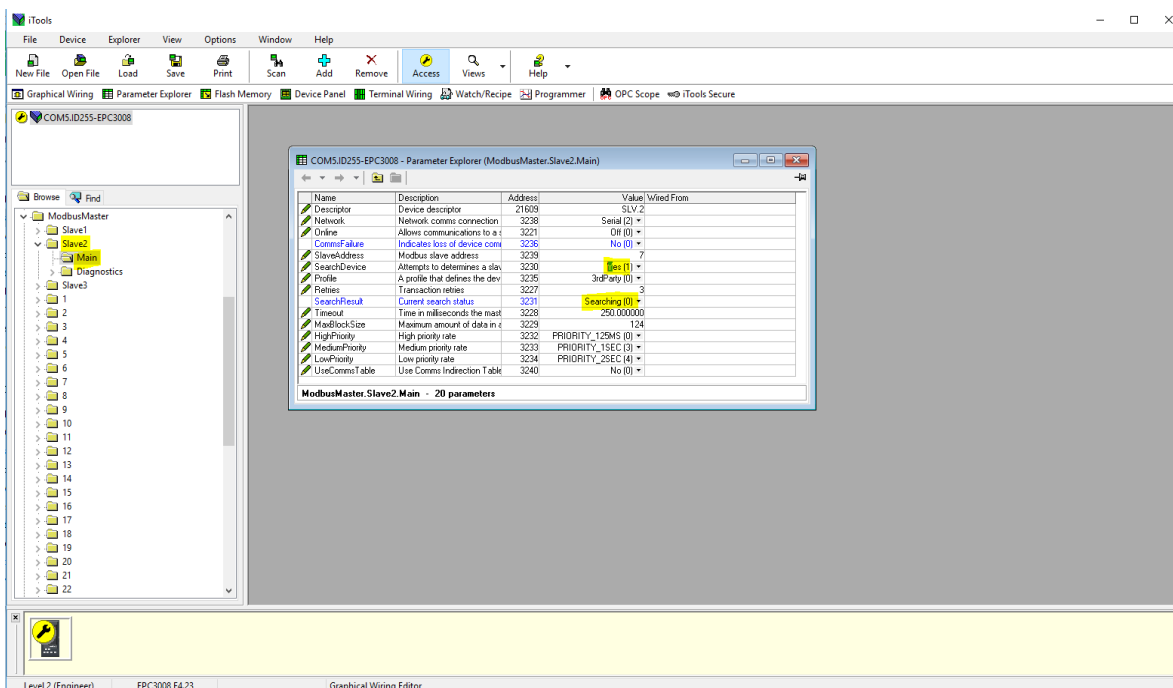 iTools
File Device Explorer View Options Window Help
New File Open File Load Save Print Scan Add Remove Access Views Help
Graphical Wiring Parameter Explorer Flash Memory Device Panel Terminal Wiring Watch/Recipe Programmer OPC Scope iTools Secure
COM5.ID255-EPC3008
Browse Find
ModbusMaster
Slave1
Slave2
Main
Diagnostics
Slave3
1
2
3
4
5
6
7
8
9
10
11
12
13
14
15
16
17
18
19
20
21
22
COM5.ID255-EPC3008 - Parameter Explorer (ModbusMaster.Slave2.Main)
Name Description Address Value Wired From
Descriptor Device descriptor 21609 SLV.2
Network Network comms connection 3238 Serial (2)
Online Allows communications to a s 3221 Off (0)
CommsFailure Indicates loss of device com 3236 No (0)
SlaveAddress Modbus slave address 3239 7
SearchDevice Attempts to determines a slav 3230 Yes (1)
Profile A profile that defines the dev 3235 3rdParty (0)
Retries Transaction retries 3227 3
SearchResult Current search status 3231 Searching (0)
Timeout Time in milliseconds the mast 3228 250.000000
MaxBlockSize Maximum amount of data in a 3229 124
HighPriority High priority rate 3232 PRIORITY_125MS (0)
MediumPriority Medium priority rate 3233 PRIORITY_1SEC (3)
LowPriority Low priority rate 3234 PRIORITY_2SEC (4)
UseCommsTable Use Comms Indirection Table 3240 No (0)
ModbusMaster.Slave2.Main - 20 parameters
Level 2 (Engineer) EPC3008 E4.23 Graphical Wiring Editor